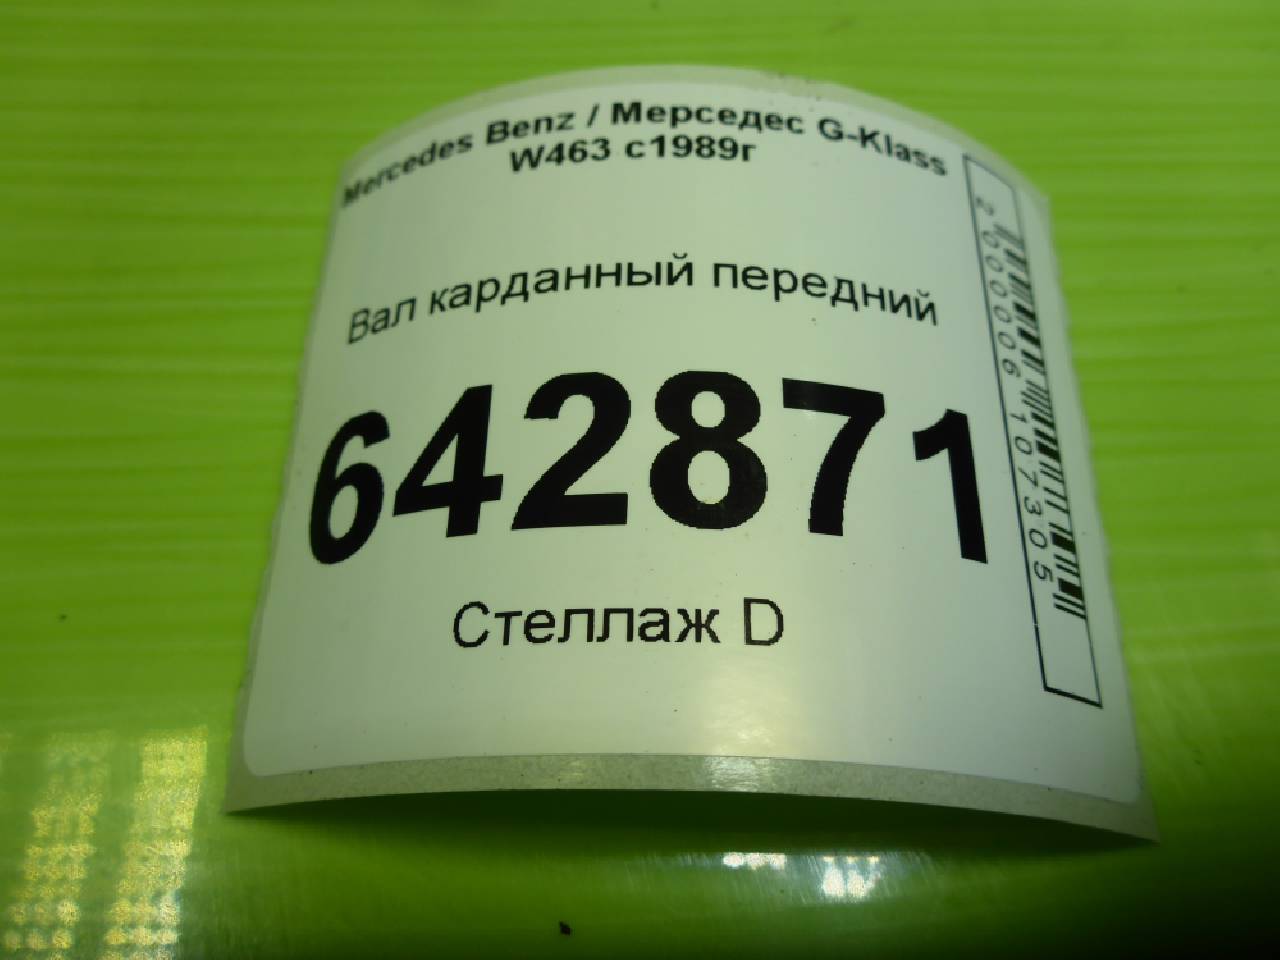 Mercedes Benz / Мерседес G-Klass
W463 с1989г
Вал карданный передний
642871
Стеллаж D
2000006107305